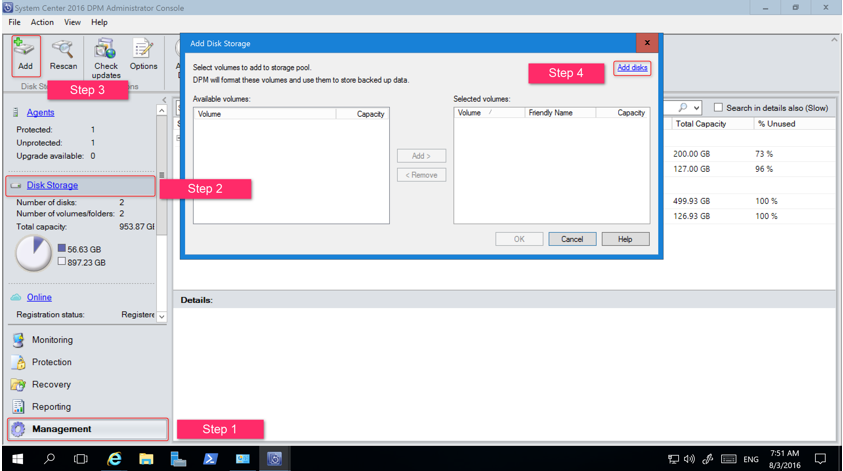 System Center 2016 DPM Administrator Console
File Action View Help
Add Rescan Check updates Options
Disk St
Step 3
Add Disk Storage
x
Select volumes to add to storage pool.
DPM will format these volumes and use them to store backed up data.
Step 4
Add disks
Available volumes:
Volume Capacity
Add >
< Remove
Selected volumes:
Volume / Friendly Name Capacity
OK Cancel Help
Search in details also (Slow)
Total Capacity % Unused
200.00 GB 73 %
127.00 GB 96 %
499.93 GB 100 %
126.93 GB 100 %
Agents
Protected: 1
Unprotected: 1
Upgrade available: 0
Disk Storage
Step 2
Number of disks: 2
Number of volumes/folders: 2
Total capacity: 953.87 GB
56.63 GB
897.23 GB
Online
Registration status: Registere
Details:
Monitoring
Protection
Recovery
Reporting
Management
Step 1
ENG
7:51 AM
8/3/2016